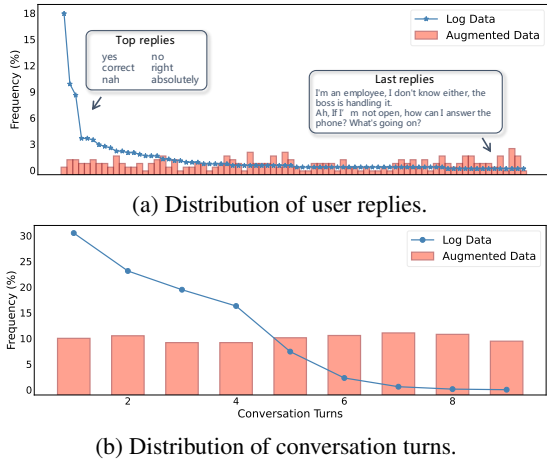 18
15
12
9
6
3
0
Frequency (%)
Log Data
Augmented Data
Top replies
yes no
correct right
nah absolutely
Last replies
I'm an employee, I don't know either, the
boss is handling it.
Ah, If I' m not open, how can I answer the
phone? What's going on?
(a) Distribution of user replies.
30
25
20
15
10
5
0
Frequency (%)
Log Data
Augmented Data
2 4 6 8
Conversation Turns
(b) Distribution of conversation turns.